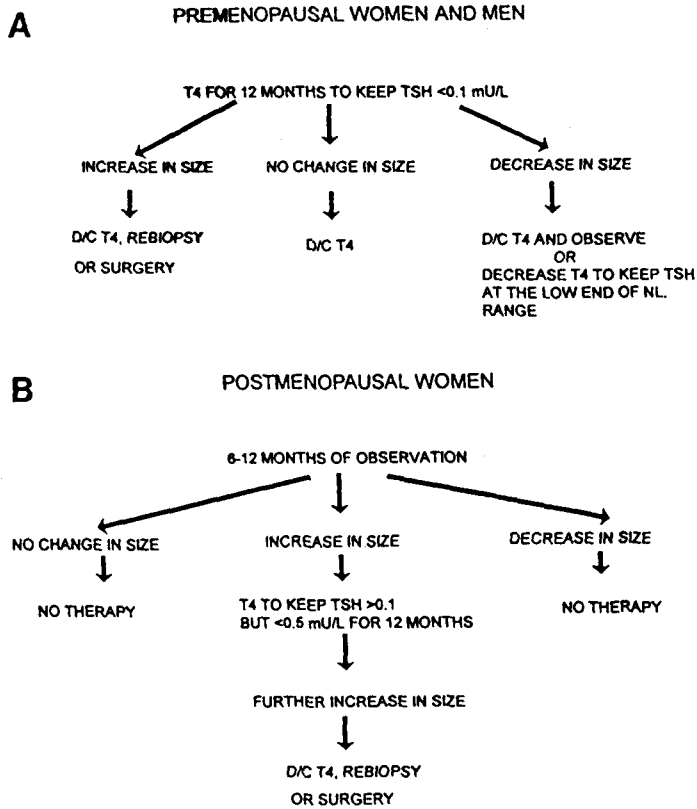 A
PREMENOPAUSAL WOMEN AND MEN
T4 FOR 12 MONTHS TO KEEP TSH <0.1 mU/L
INCREASE IN SIZE
NO CHANGE IN SIZE
DECREASE IN SIZE
D/C T4, REBIOPSY
OR SURGERY
D/C T4
D/C T4 AND OBSERVE
OR
DECREASE T4 TO KEEP TSH
AT THE LOW END OF NL.
RANGE
B
POSTMENOPAUSAL WOMEN
6-12 MONTHS OF OBSERVATION
NO CHANGE IN SIZE
INCREASE IN SIZE
DECREASE IN SIZE
NO THERAPY
T4 TO KEEP TSH >0.1
BUT <0.5 mU/L FOR 12 MONTHS
NO THERAPY
FURTHER INCREASE IN SIZE
D/C T4, REBIOPSY
OR SURGERY